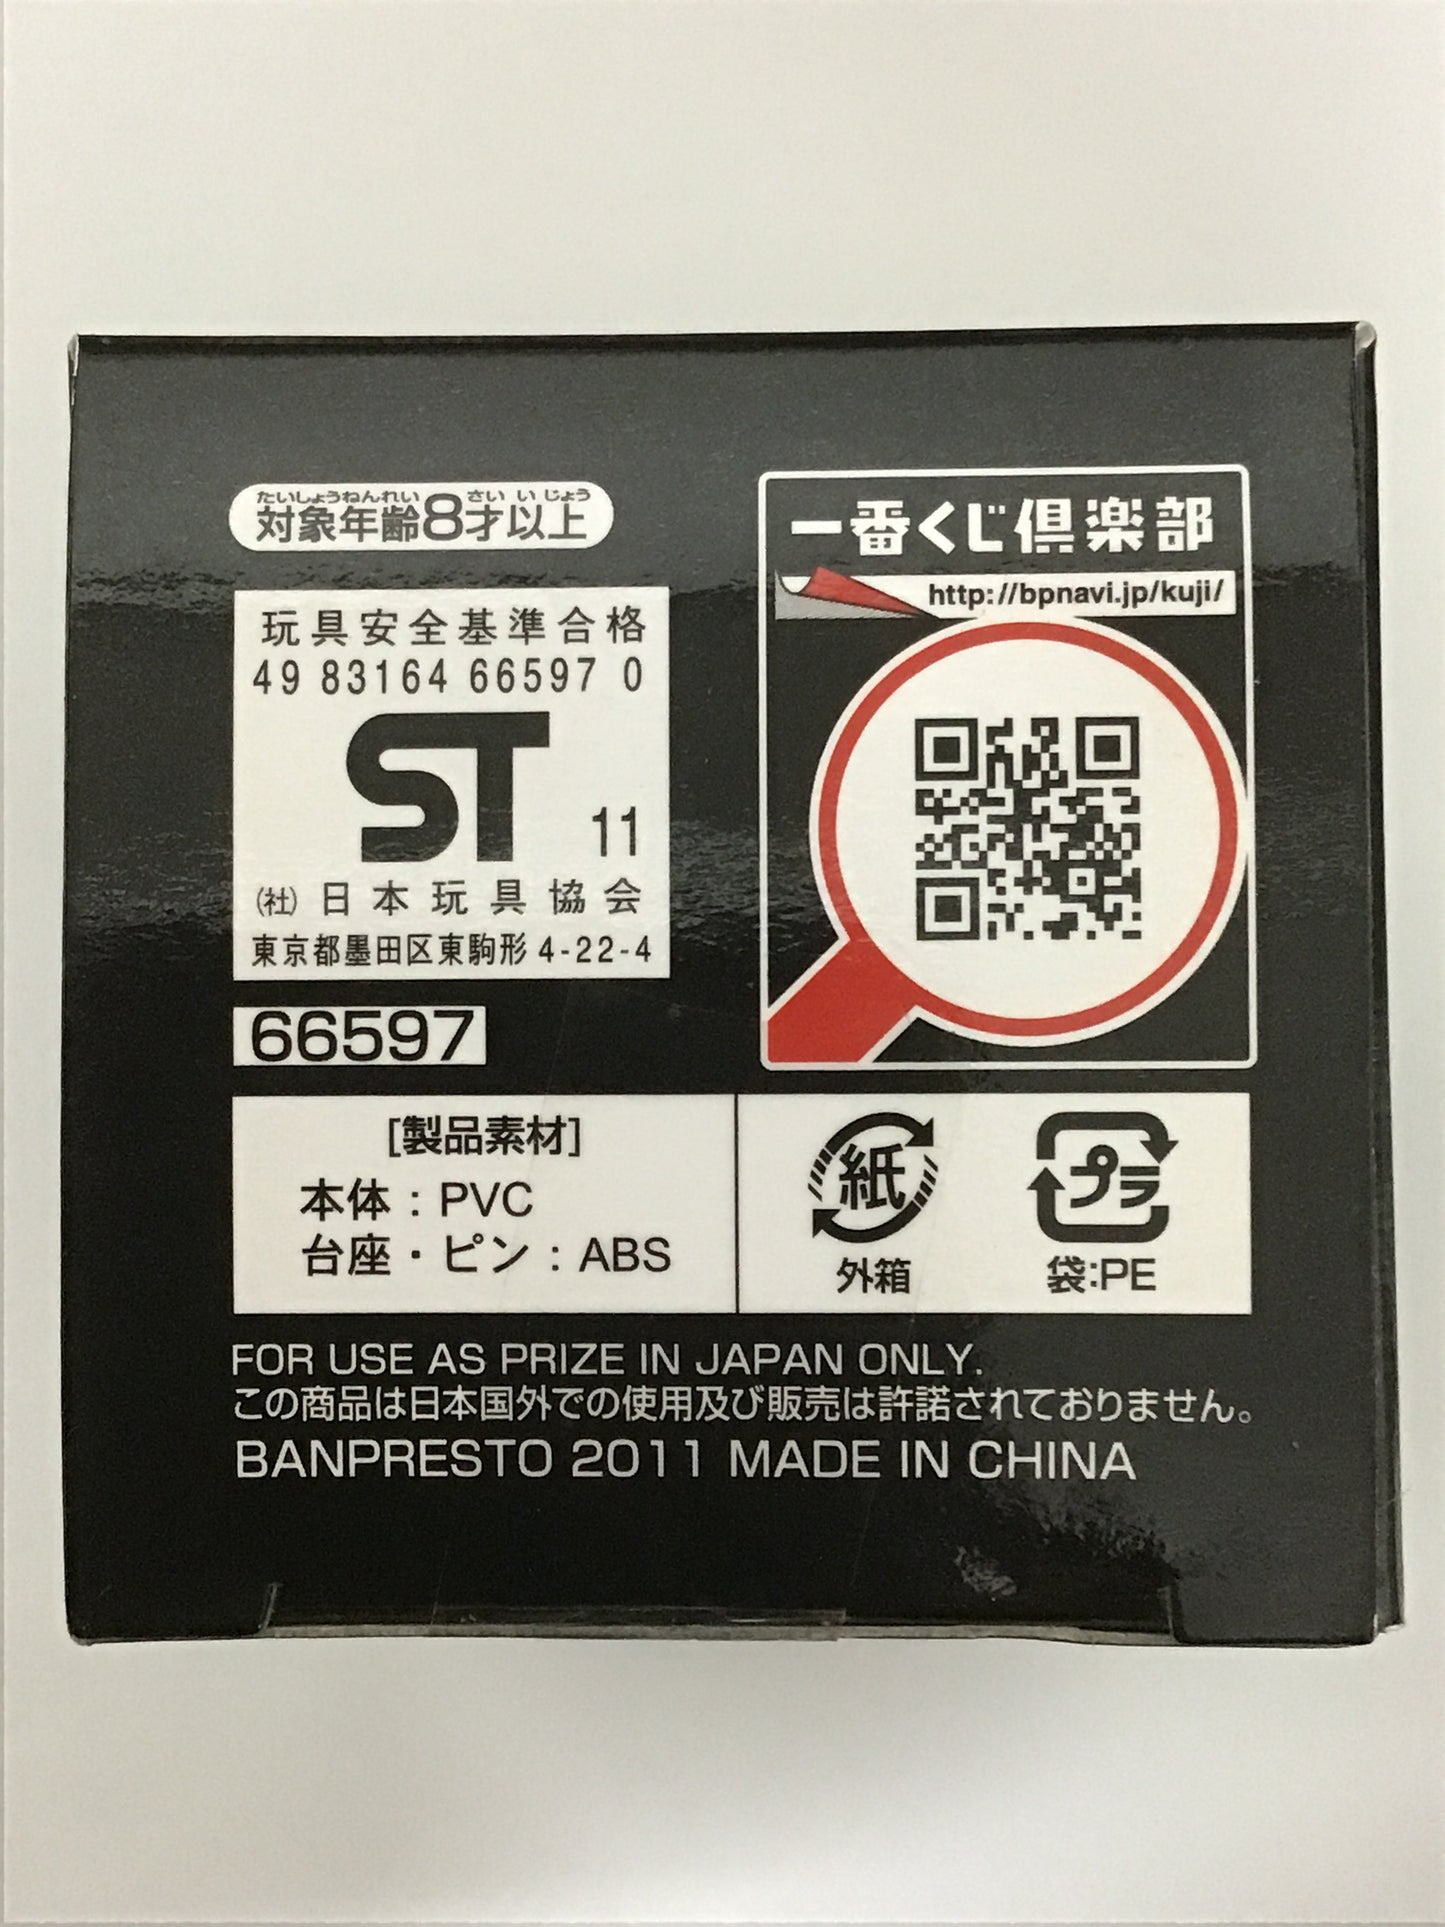 たいしょうねんれい さい いじょう
対象年齢8才以上
玩具安全基準合格
49 83164 66597 0
ST 11
(社)日本玩具協会
東京都墨田区東駒形 4-22-4
66597
一番くじ倶楽部
http://bpnavi.jp/kuji/
[製品素材]
本体：PVC
台座・ピン：ABS
紙
外箱
プラ
袋:PE
FOR USE AS PRIZE IN JAPAN ONLY.
この商品は日本国外での使用及び販売は許諾されておりません。
BANPRESTO 2011 MADE IN CHINA